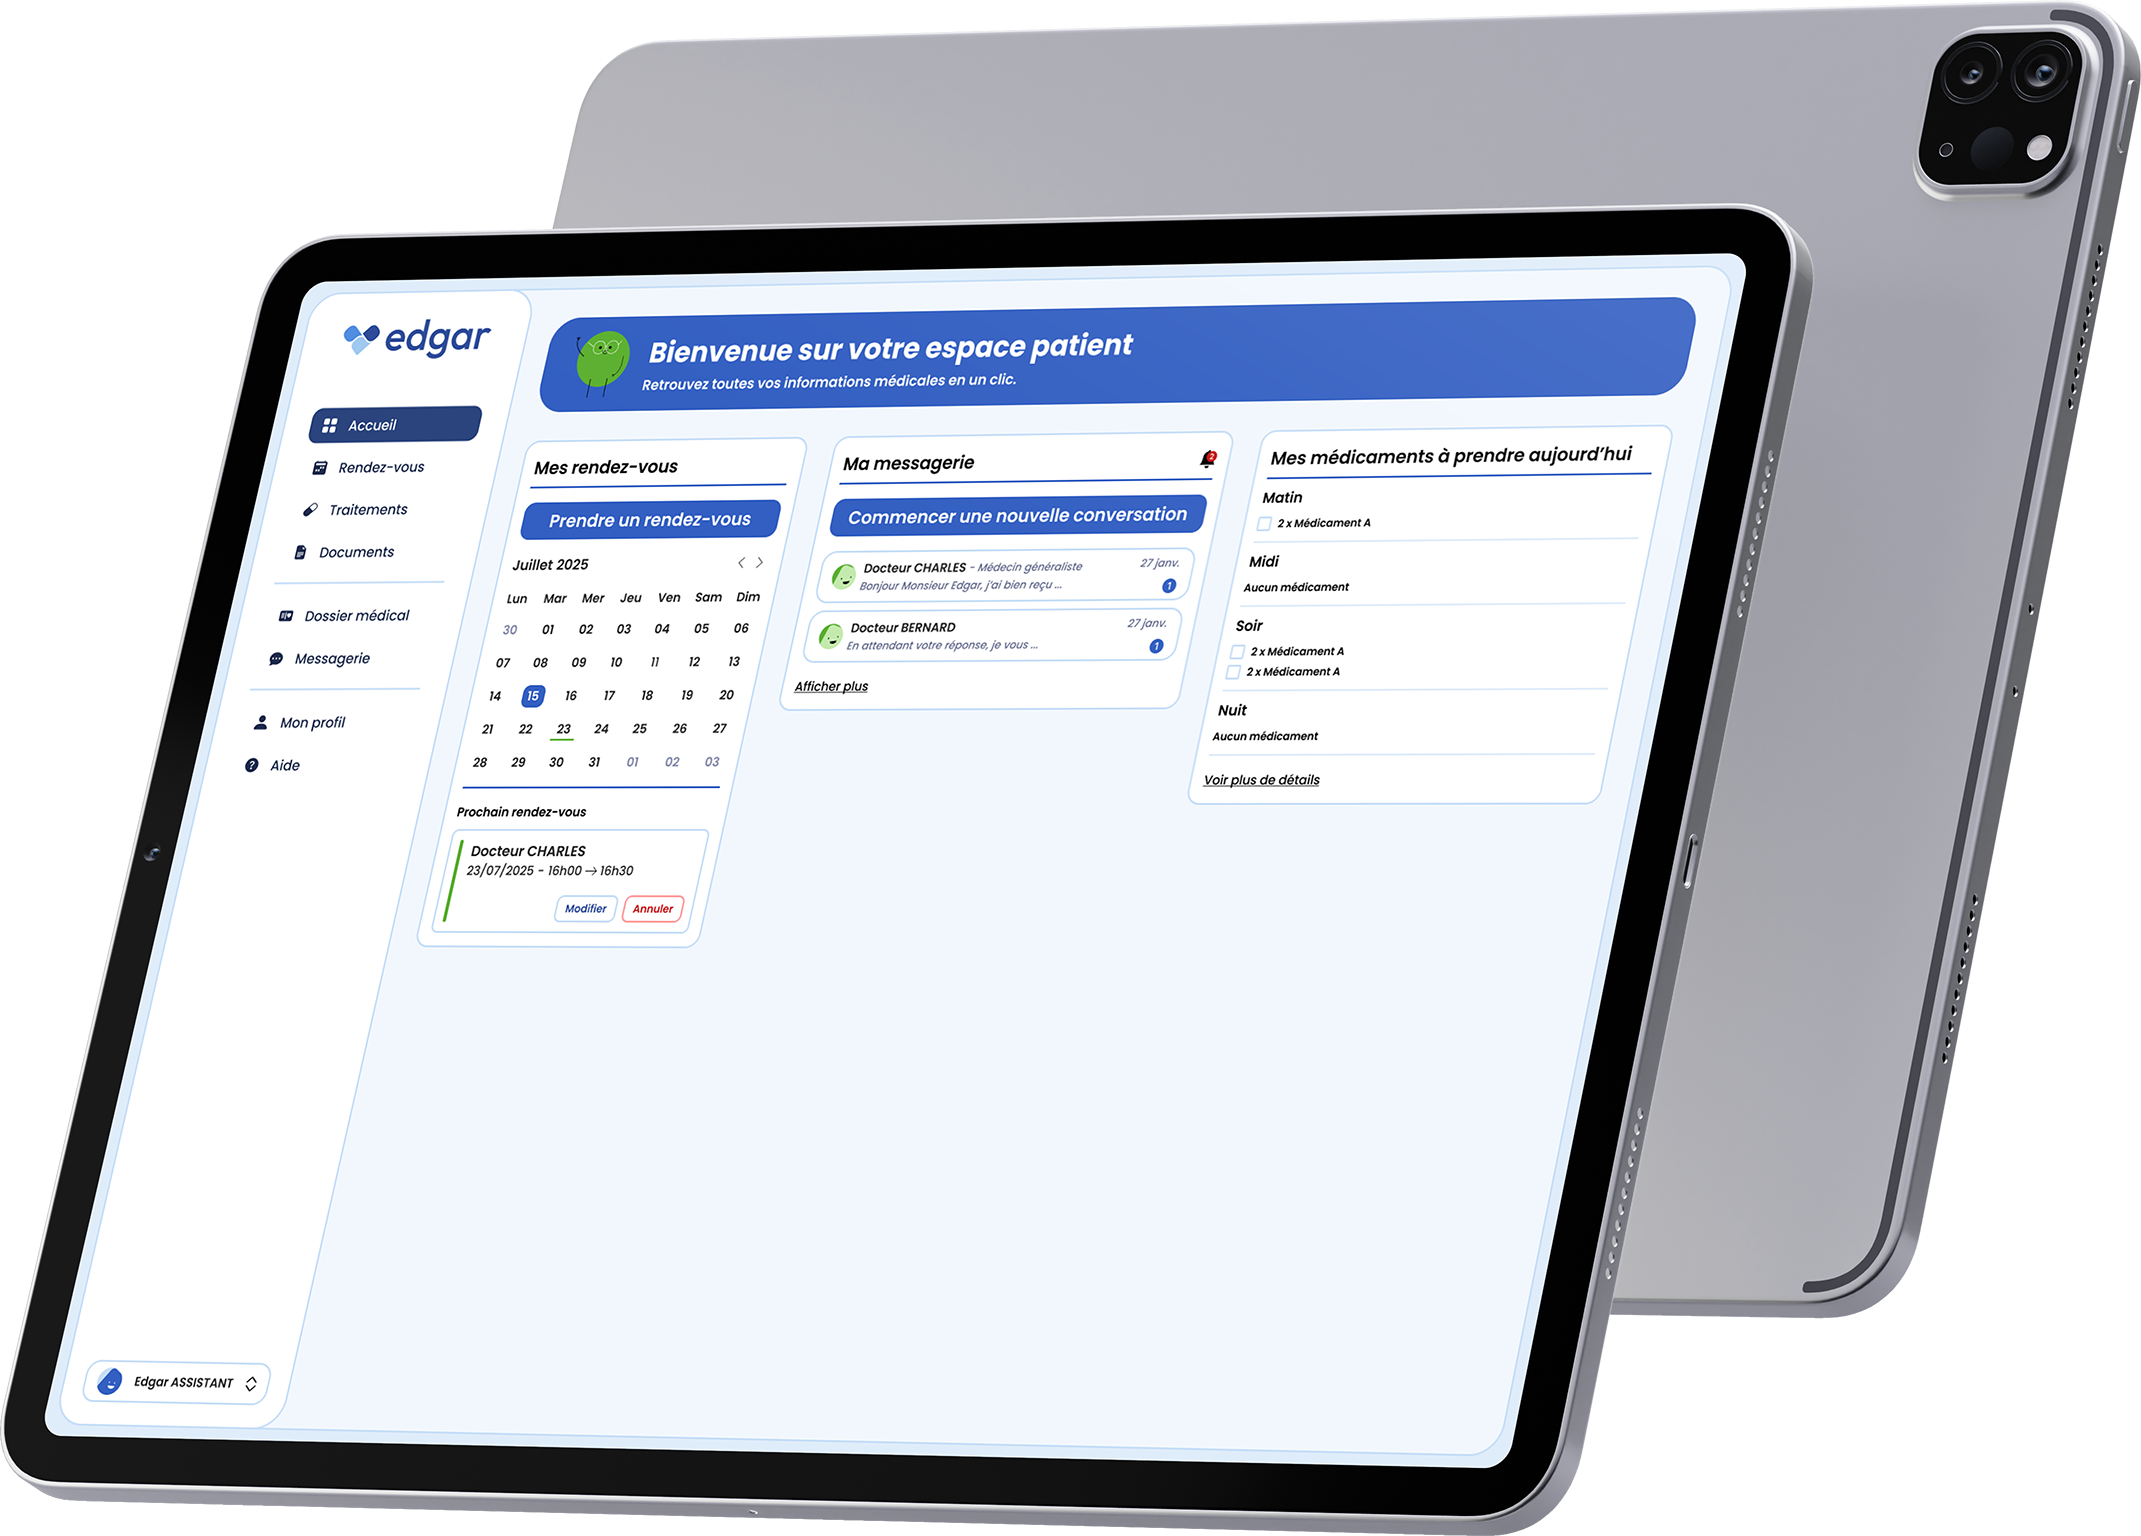 edgar
Accueil
Rendez-vous
Traitements
Documents
Dossier médical
Messagerie
Mon profil
Aide
Edgar ASSISTANT
Bienvenue sur votre espace patient
Retrouvez toutes vos informations médicales en un clic.
Mes rendez-vous
Prendre un rendez-vous
Juillet 2025
Lun Mar Mer Jeu Ven Sam Dim
30 01 02 03 04 05 06
07 08 09 10 11 12 13
14 15 16 17 18 19 20
21 22 23 24 25 26 27
28 29 30 31 01 02 03
Prochain rendez-vous
Docteur CHARLES
23/07/2025 - 16h00 → 16h30
Modifier Annuler
Ma messagerie 2
Commencer une nouvelle conversation
Docteur CHARLES - Médecin généraliste 27 janv.
Bonjour Monsieur Edgar, j'ai bien reçu ... 1
Docteur BERNARD 27 janv.
En attendant votre réponse, je vous ... 1
Afficher plus
Mes médicaments à prendre aujourd'hui
Matin
2 x Médicament A
Midi
Aucun médicament
Soir
2 x Médicament A
2 x Médicament A
Nuit
Aucun médicament
Voir plus de détails